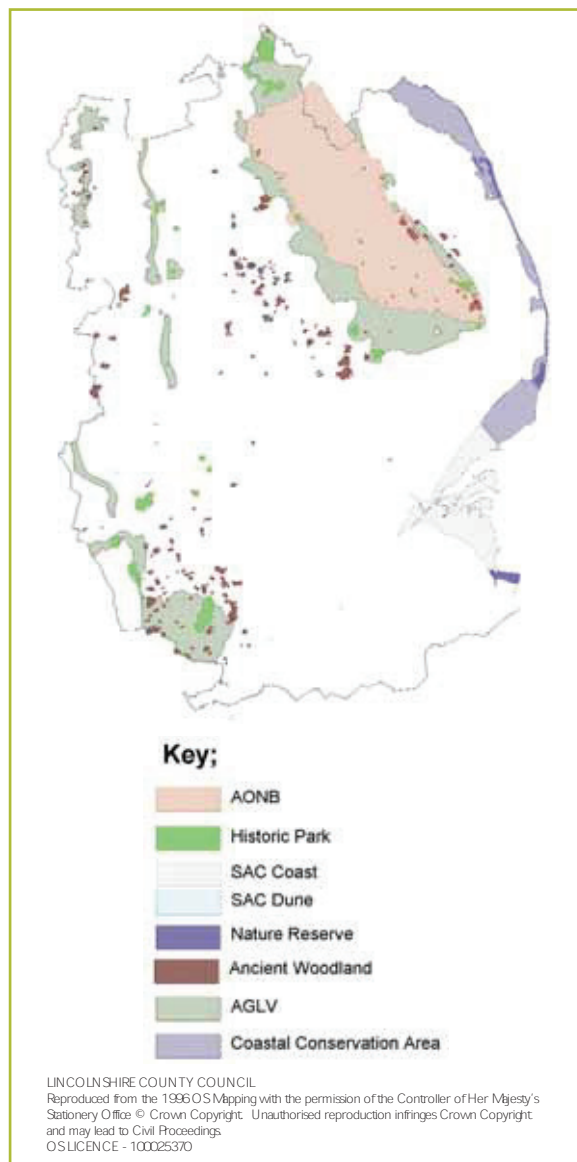 Key;
AONB
Historic Park
SAC Coast
SAC Dune
Nature Reserve
Ancient Woodland
AGLV
Coastal Conservation Area
LINCOLNSHIRE COUNTY COUNCIL
Reproduced from the 1996 OS Mapping with the permission of the Controller of Her Majesty's
Stationery Office © Crown Copyright. Unauthorised reproduction infringes Crown Copyright
and may lead to Civil Proceedings.
OS LICENCE - 100025370